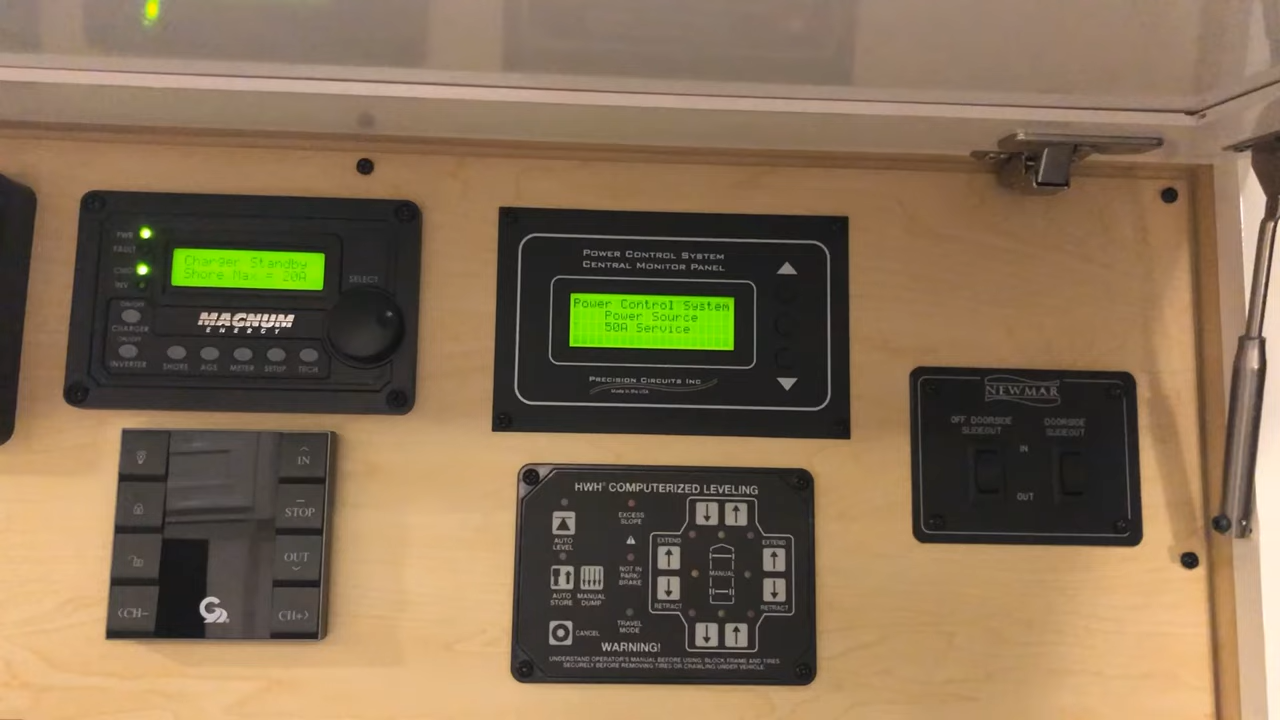 PWR
FAULT
CHG
INV
Charger Standby
Shore Max = 20A
SELECT
ON/OFF
CHARGER
ON/OFF
INVERTER
MAGNUM
ENERGY
SHORE AGS METER SETUP TECH
POWER CONTROL SYSTEM
CENTRAL MONITOR PANEL
Power Control System
Power Source
50A Service
PRECISION CIRCUITS INC
Made in the USA
NEWMAR
OFF DOORSIDE
SLIDEOUT
DOORSIDE
SLIDEOUT
IN
OUT
IN
STOP
OUT
CH-
CH+
HWH® COMPUTERIZED LEVELING
AUTO
LEVEL
EXCESS
SLOPE
NOT IN
PARK/
BRAKE
AUTO
STORE
MANUAL
DUMP
TRAVEL
MODE
CANCEL
EXTEND
RETRACT
MANUAL
EXTEND
RETRACT
WARNING!
UNDERSTAND OPERATOR'S MANUAL BEFORE USING. BLOCK FRAME AND TIRES
SECURELY BEFORE REMOVING TIRES OR CRAWLING UNDER VEHICLE.